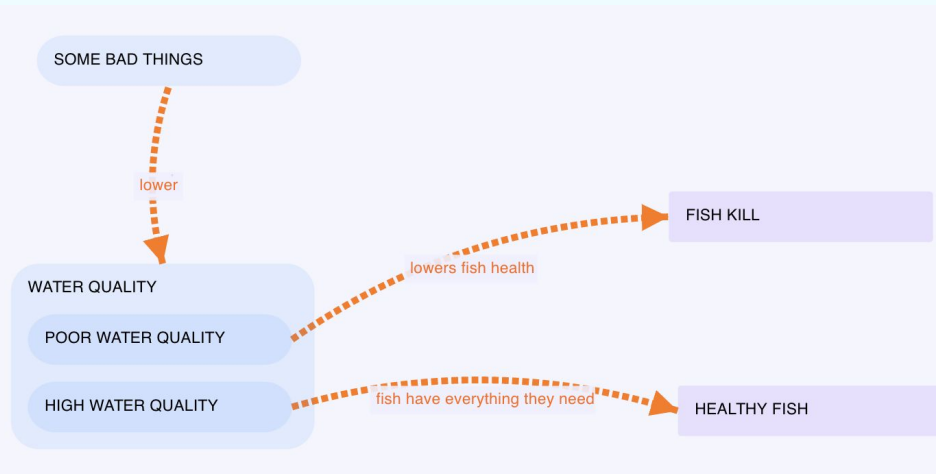 SOME BAD THINGS
lower
WATER QUALITY
POOR WATER QUALITY
HIGH WATER QUALITY
lowers fish health
fish have everything they need
FISH KILL
HEALTHY FISH